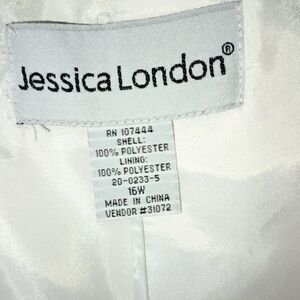 Jessica London®
RN 107444
SHELL:
100% POLYESTER
LINING:
100% POLYESTER
20-0233-5
16W
MADE IN CHINA
VENDOR #31072